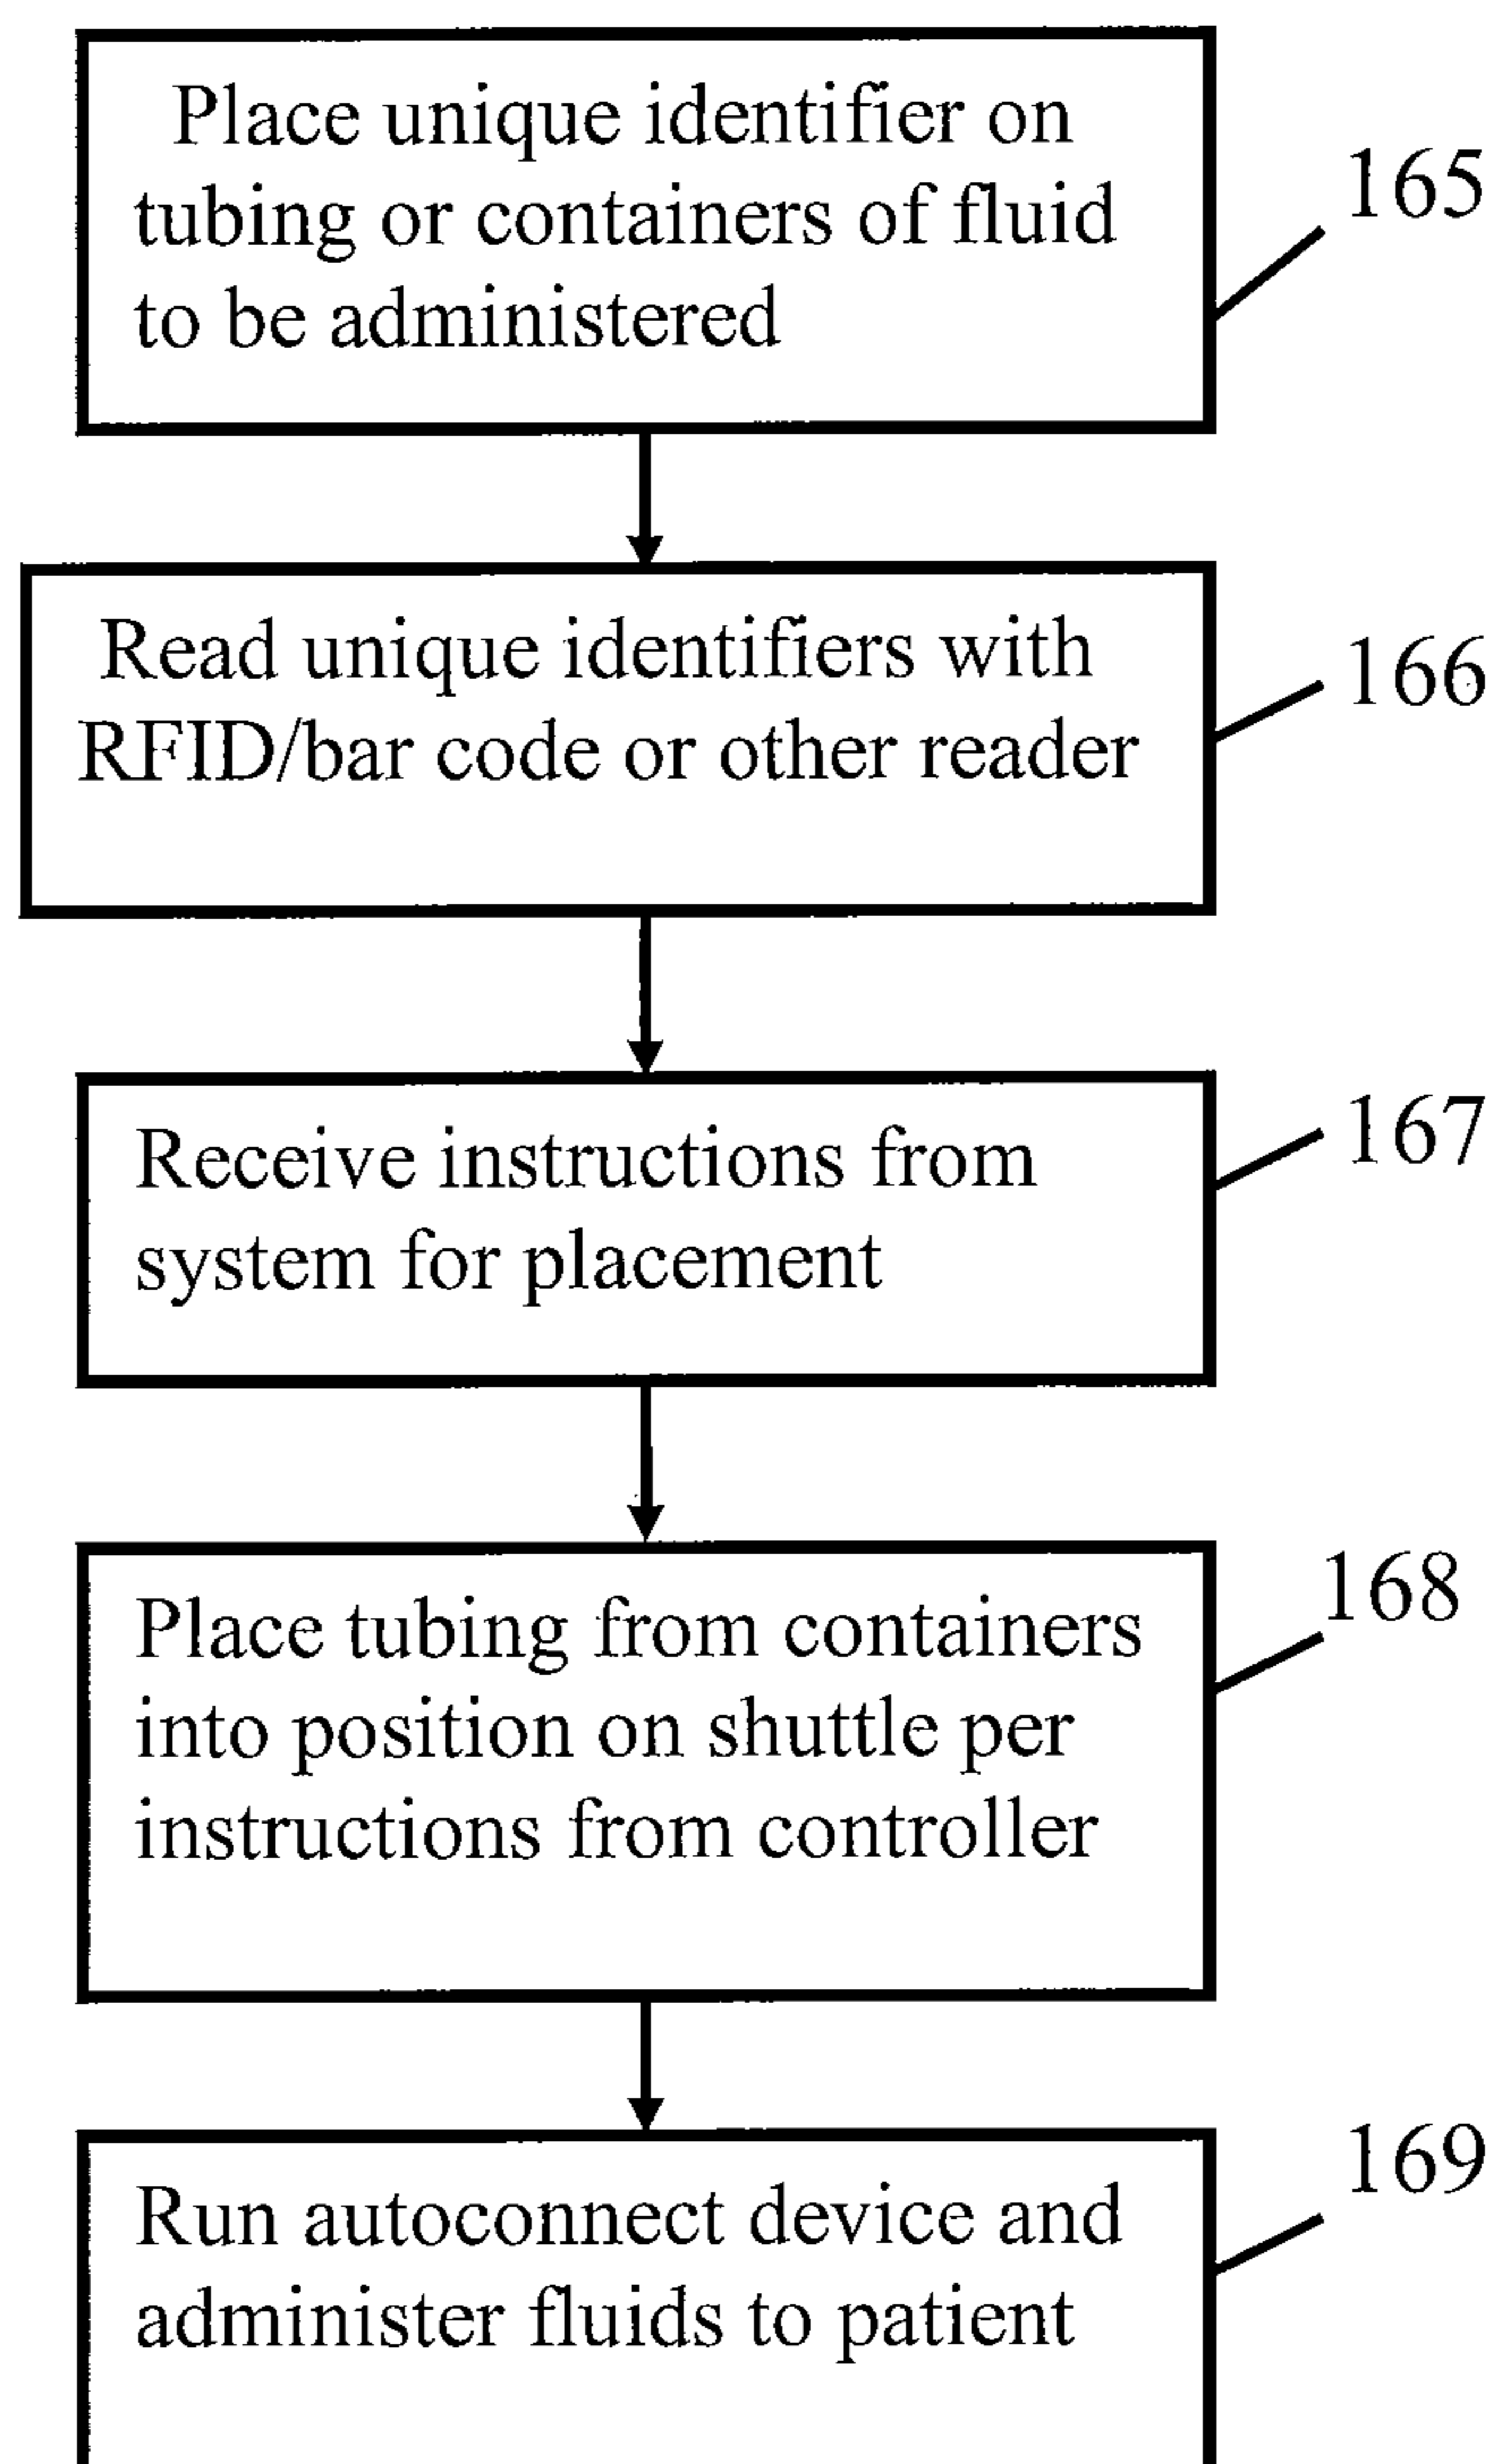 Place unique identifier on
tubing or containers of fluid
to be administered
165
Read unique identifiers with
RFID/bar code or other reader
166
Receive instructions from
system for placement
167
Place tubing from containers
into position on shuttle per
instructions from controller
168
Run autoconnect device and
administer fluids to patient
169